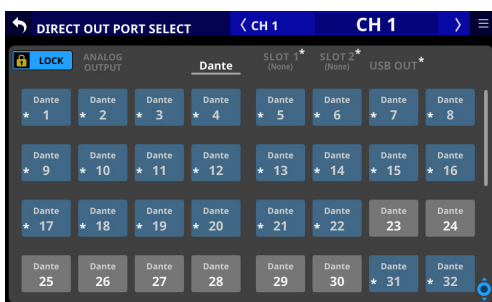 DIRECT OUT PORT SELECT CH 1 CH 1
LOCK ANALOG OUTPUT Dante SLOT 1* (None) SLOT 2* (None) USB OUT*
Dante Dante Dante Dante Dante Dante Dante Dante
* 1 * 2 * 3 * 4 * 5 * 6 * 7 * 8
Dante Dante Dante Dante Dante Dante Dante Dante
* 9 * 10 * 11 * 12 * 13 * 14 * 15 * 16
Dante Dante Dante Dante Dante Dante Dante Dante
* 17 * 18 * 19 * 20 * 21 * 22 23 24
Dante Dante Dante Dante Dante Dante Dante Dante
25 26 27 28 29 30 * 31 * 32